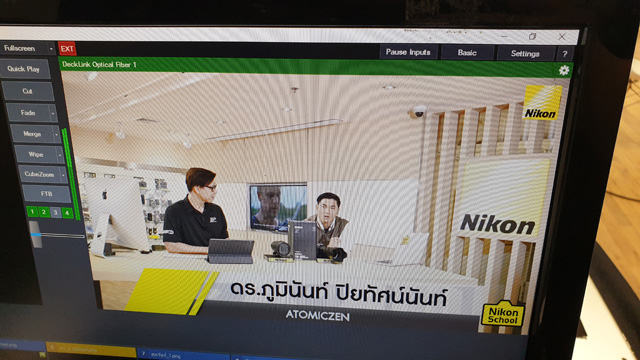 Fullscreen
EXT
Pause Inputs
Basic
Settings
?
DeckLink Optical Fiber 1
Quick Play
Cut
Fade
Merge
Wipe
CubeZoom
FTB
1 2 3 4
Nikon
Nikon
ดร.ภูมินันท์ ปิยทัศน์นันท์
ATOMICZEN
Nikon
School